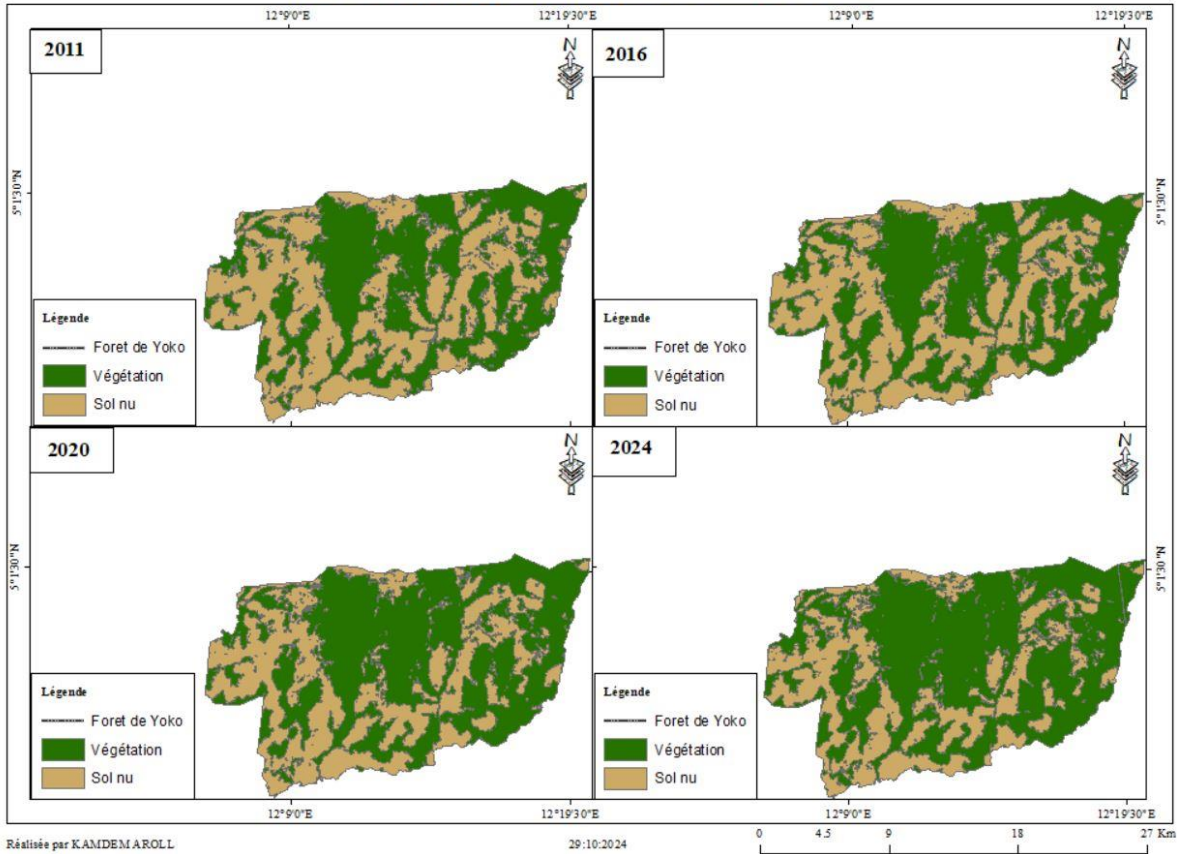 12°9'0"E 12°19'30"E 12°9'0"E 12°19'30"E
2011
N
2016
N
5°1'30"N
5°1'30"N
Légende
Foret de Yoko
Végétation
Sol nu
Légende
Foret de Yoko
Végétation
Sol nu
2020
N
2024
N
5°1'30"N
5°1'30"N
Légende
Foret de Yoko
Végétation
Sol nu
Légende
Foret de Yoko
Végétation
Sol nu
12°9'0"E 12°19'30"E 12°9'0"E 12°19'30"E
Réalisée par KAMDEM AROLL
29:10:2024
0 4.5 9 18 27 Km